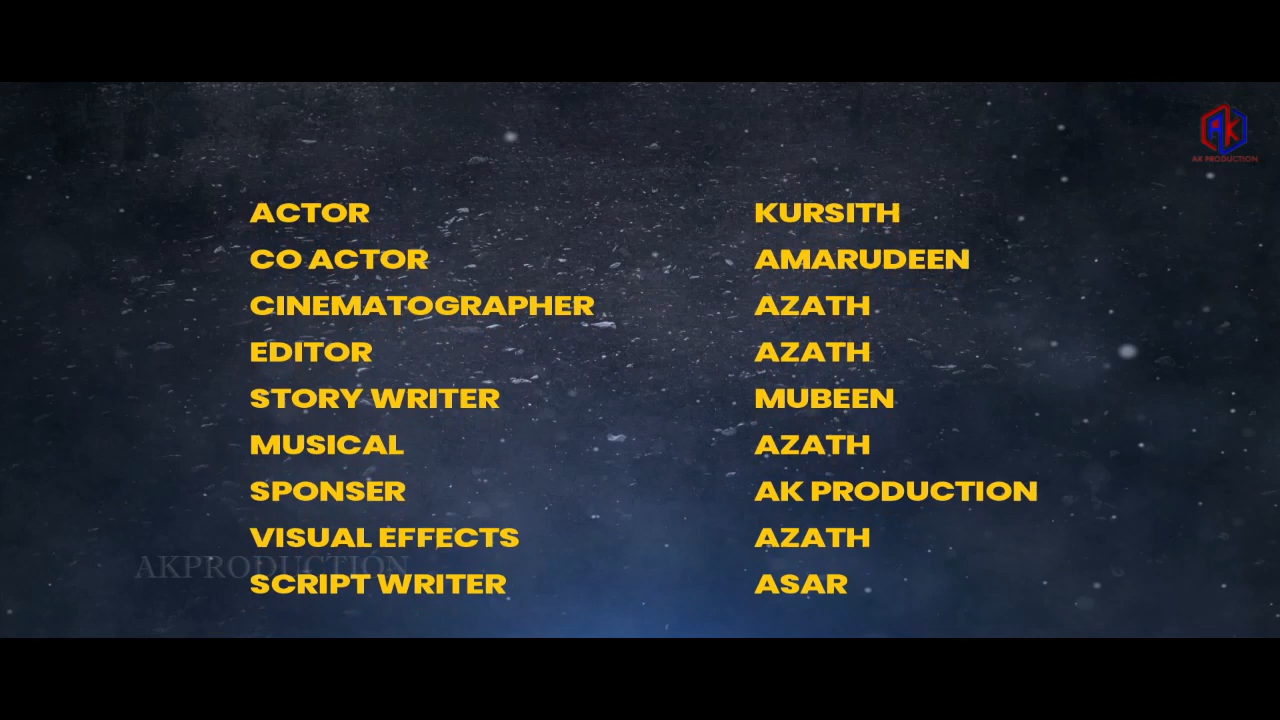 AK
AK PRODUCTION
ACTOR KURSITH
CO ACTOR AMARUDEEN
CINEMATOGRAPHER AZATH
EDITOR AZATH
STORY WRITER MUBEEN
MUSICAL AZATH
SPONSER AK PRODUCTION
VISUAL EFFECTS AZATH
AKPRODUCTION
SCRIPT WRITER ASAR